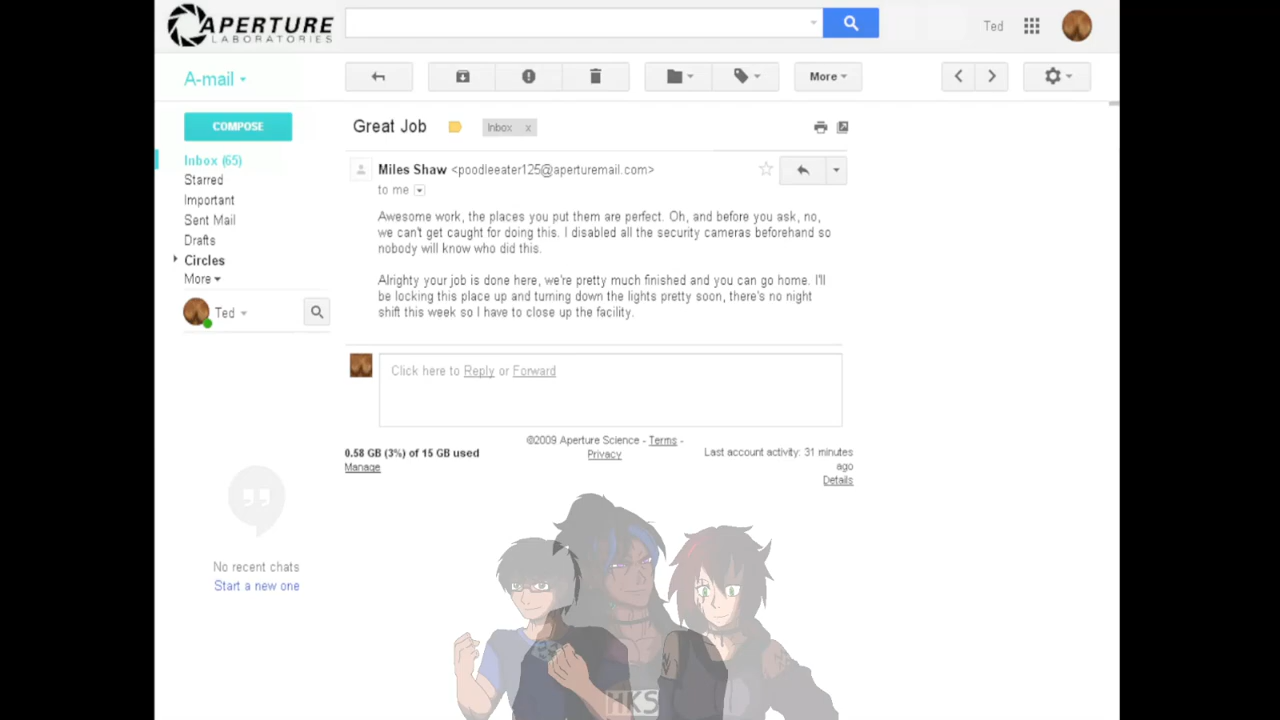 APERTURE
LABORATORIES
Ted
A-mail
More
COMPOSE
Great Job
Inbox x
Inbox (65)
Starred
Important
Sent Mail
Drafts
Circles
More
Ted
Miles Shaw <poodleeater125@aperturemail.com>
to me
Awesome work, the places you put them are perfect. Oh, and before you ask, no,
we can't get caught for doing this. I disabled all the security cameras beforehand so
nobody will know who did this.
Alrighty your job is done here, we're pretty much finished and you can go home. I'll
be locking this place up and turning down the lights pretty soon, there's no night
shift this week so I have to close up the facility.
Click here to Reply or Forward
0.58 GB (3%) of 15 GB used
Manage
©2009 Aperture Science - Terms -
Privacy
Last account activity: 31 minutes
ago
Details
No recent chats
Start a new one
HKS